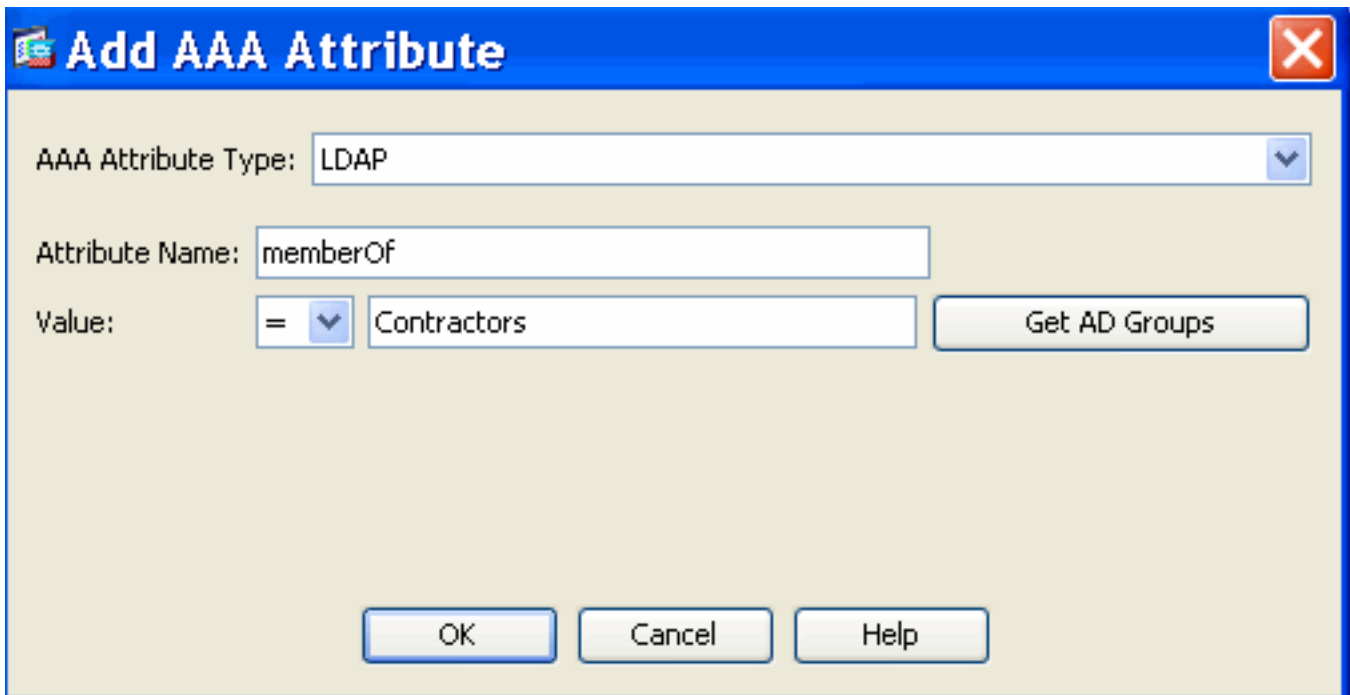 Add AAA Attribute
AAA Attribute Type: LDAP
Attribute Name: memberOf
Value: = Contractors Get AD Groups
OK Cancel Help